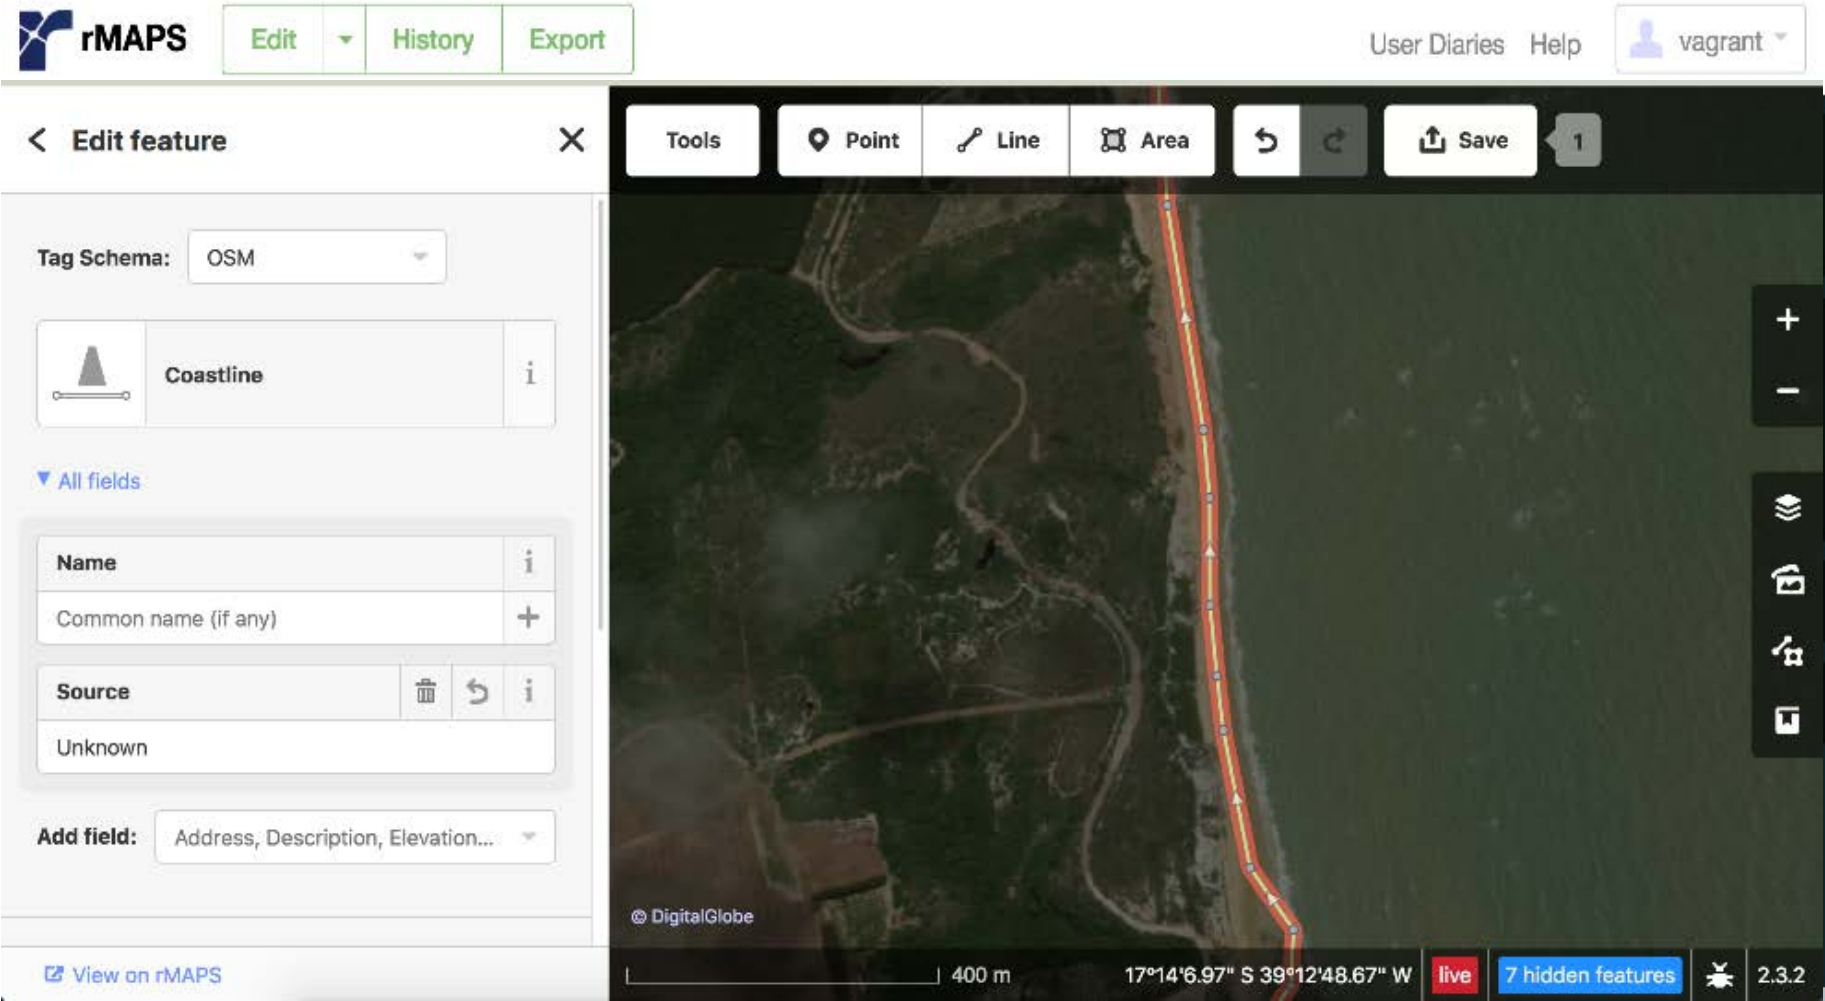 rMAPS Edit History Export User Diaries Help vagrant
Edit feature Tools Point Line Area Save 1
Tag Schema: OSM
Coastline i
All fields
Name i
Common name (if any)
Source i
Unknown
Add field: Address, Description, Elevation...
© DigitalGlobe
View on rMAPS 400 m 17°14'6.97" S 39°12'48.67" W live 7 hidden features 2.3.2